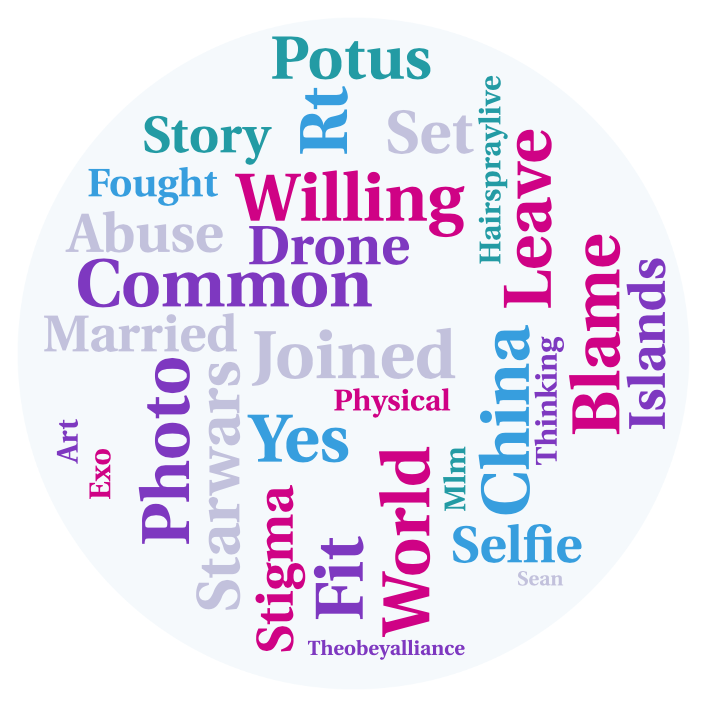 Potus
Rt
Story
Set
Hairspraylive
Fought
Willing
Leave
Abuse
Drone
Common
Blame
Islands
Married
Joined
China
Thinking
Photo
Starwars
Physical
Yes
Art
Exo
World
Mlm
Stigma
Fit
Selfie
Sean
Theobeyalliance